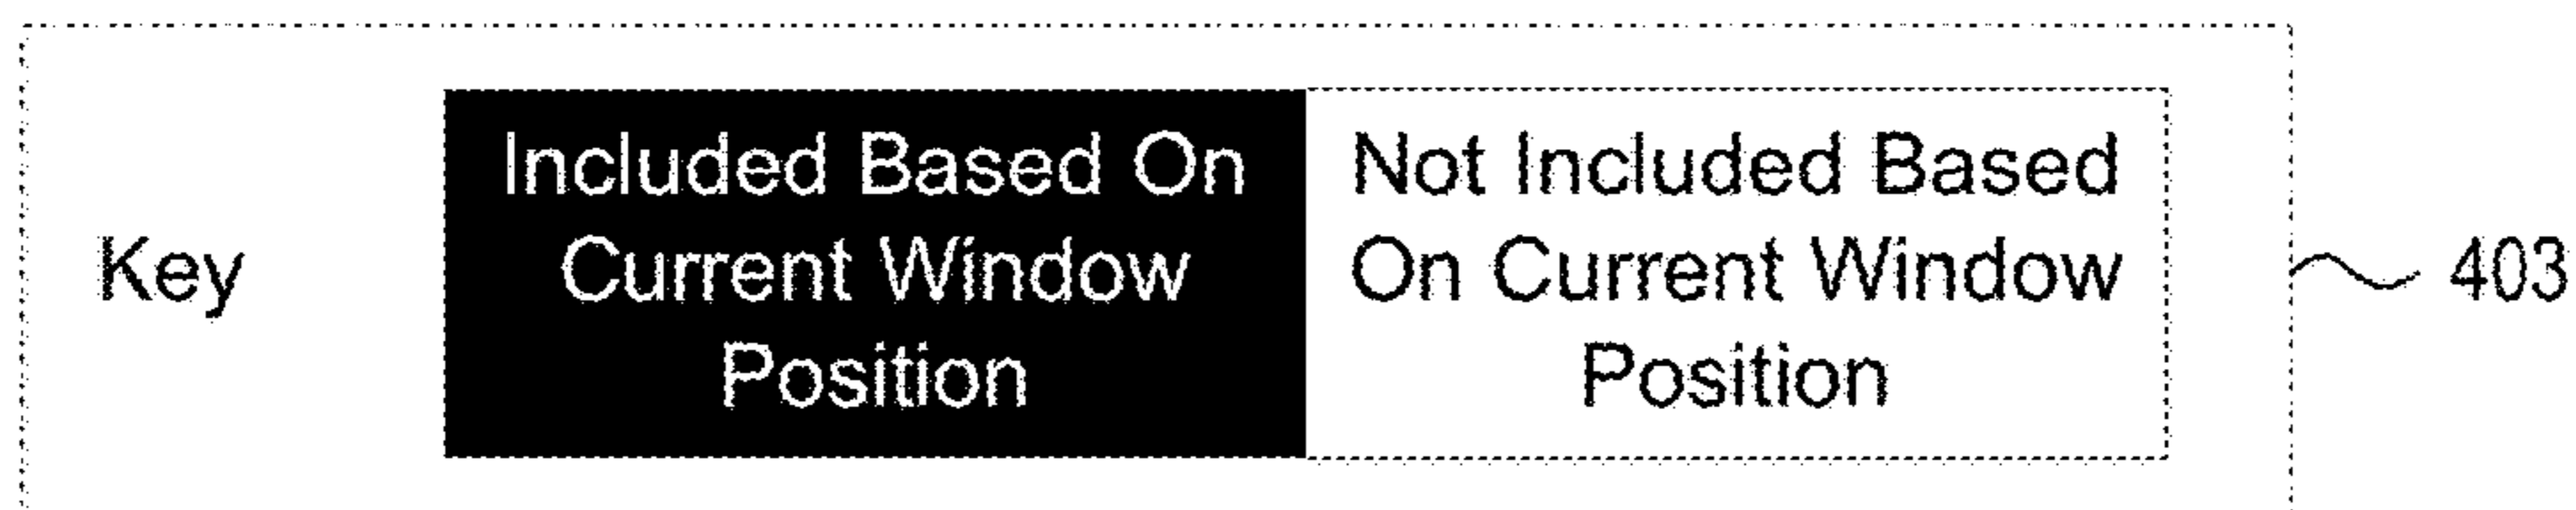 Key
Included Based On
Current Window
Position
Not Included Based
On Current Window
Position
403